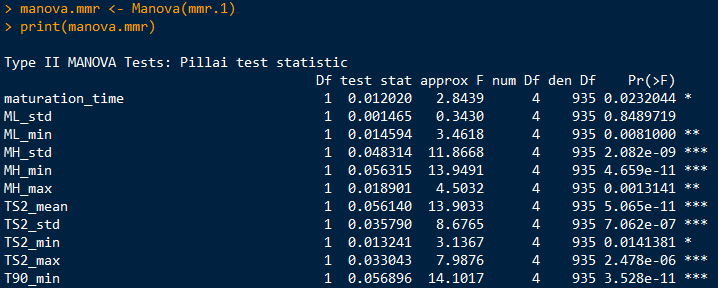 > manova.mmr <- Manova(mmr.1)
> print(manova.mmr)
Type II MANOVA Tests: Pillai test statistic
Df test stat approx F num Df den Df Pr(>F)
maturation_time 1 0.012020 2.8439 4 935 0.0232044 *
ML_std 1 0.001465 0.3430 4 935 0.8489719
ML_min 1 0.014594 3.4618 4 935 0.0081000 **
MH_std 1 0.048314 11.8668 4 935 2.082e-09 ***
MH_min 1 0.056315 13.9491 4 935 4.659e-11 ***
MH_max 1 0.018901 4.5032 4 935 0.0013141 **
TS2_mean 1 0.056140 13.9033 4 935 5.065e-11 ***
TS2_std 1 0.035790 8.6765 4 935 7.062e-07 ***
TS2_min 1 0.013241 3.1367 4 935 0.0141381 *
TS2_max 1 0.033043 7.9876 4 935 2.478e-06 ***
T90_min 1 0.056896 14.1017 4 935 3.528e-11 ***